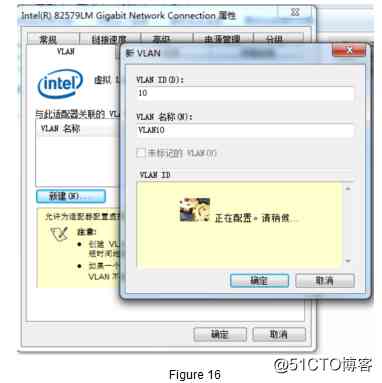 Intel(R) 82579LM Gigabit Network Connection 属性
常规
链接速度
高级
电源管理
分组
VLAN
intel
虚拟 L
与此适配器关联的 VLA
VLAN 名称
新建(N)...
允许为适配器配置虚拟
注意:
• 创建 VL
短时间地
• 如果一个
VLAN 不
确定
取消
新 VLAN
VLAN ID(D):
10
VLAN 名称(N):
VLAN10
未标记的 VLAN(U)
VLAN ID
正在配置。请稍候...
确定
取消
Figure 16
@51CTO博客